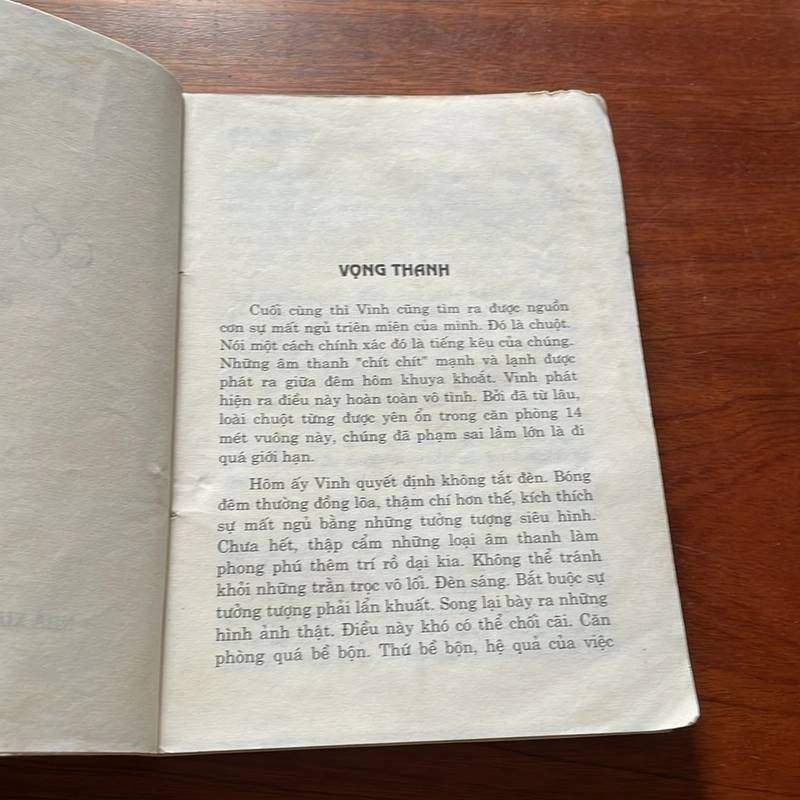 VỌNG THANH
Cuối cùng thì Vinh cũng tìm ra được nguồn
cơn sự mất ngủ triên miên của mình. Đó là chuột.
Nói một cách chính xác đó là tiếng kêu của chúng.
Những âm thanh "chít chít" mạnh và lạnh được
phát ra giữa đêm hôm khuya khoắt. Vinh phát
hiện ra điều này hoàn toàn vô tình. Bởi đã từ lâu,
loài chuột từng được yên ổn trong căn phòng 14
mét vuông này, chúng đã phạm sai lầm lớn là đi
quá giới hạn.
Hôm ấy Vinh quyết định không tắt đèn. Bóng
đêm thường đồng lõa, thậm chí hơn thế, kích thích
sự mất ngủ bằng những tưởng tượng siêu hình.
Chưa hết, thập cẩm những loại âm thanh làm
phong phú thêm trí rồ dại kia. Không thể tránh
khỏi những trằn trọc vô lối. Đèn sáng. Bắt buộc sự
tưởng tượng phải lẩn khuất. Song lại bày ra những
hình ảnh thật. Điều này khó có thể chối cãi. Căn
phòng quá bề bộn. Thứ bề bộn, hệ quả của việc